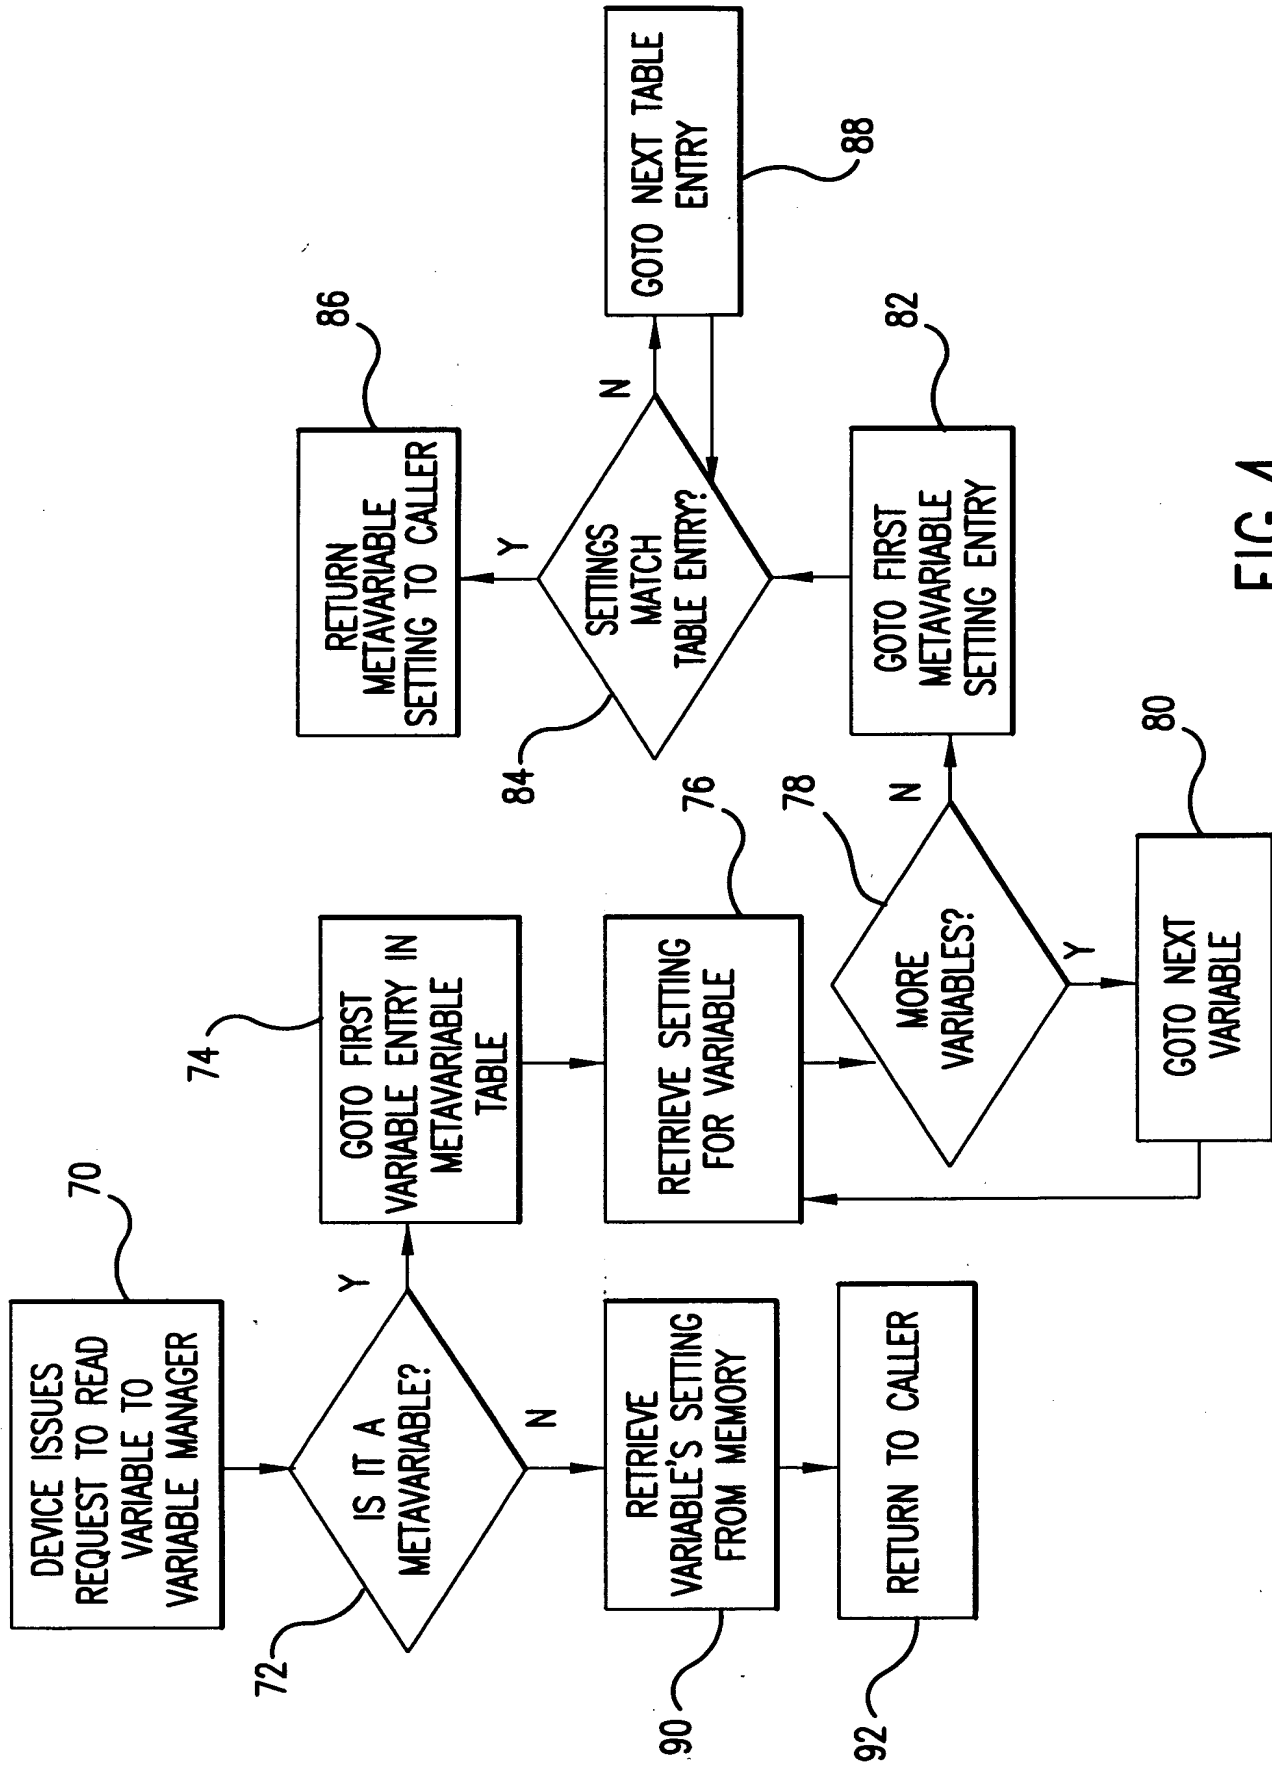 70
DEVICE ISSUES
REQUEST TO READ
VARIABLE TO
VARIABLE MANAGER
72
IS IT A
METAVARIABLE?
Y
N
74
GOTO FIRST
VARIABLE ENTRY IN
METAVARIABLE
TABLE
90
RETRIEVE
VARIABLE'S SETTING
FROM MEMORY
92
RETURN TO CALLER
76
RETRIEVE SETTING
FOR VARIABLE
78
MORE
VARIABLES?
N
Y
80
GOTO NEXT
VARIABLE
86
RETURN
METAVARIABLE
SETTING TO CALLER
Y
84
SETTINGS
MATCH
TABLE ENTRY?
N
GOTO NEXT TABLE
ENTRY
88
82
GOTO FIRST
METAVARIABLE
SETTING ENTRY
FIG. 4